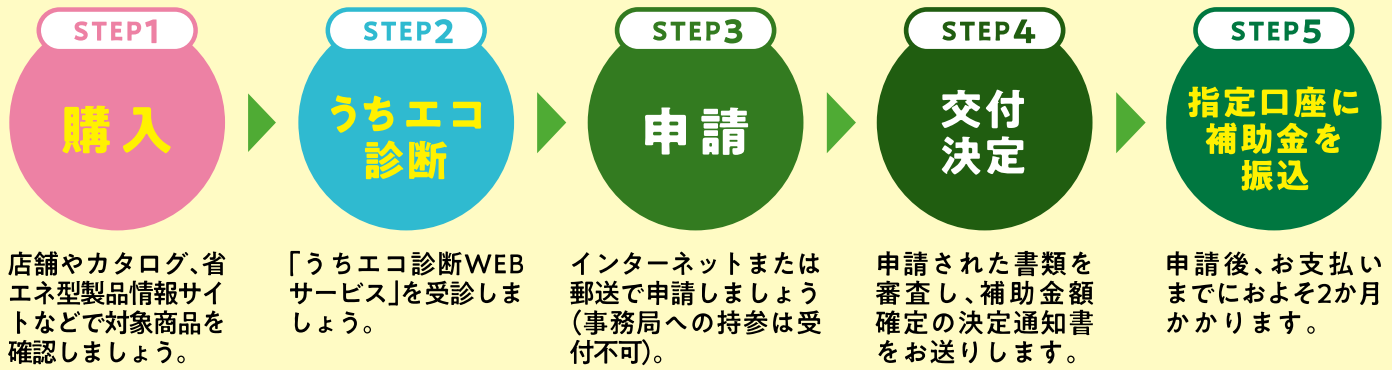 STEP1
購入
店舗やカタログ、省
エネ型製品情報サイ
トなどで対象商品を
確認しましょう。
STEP2
うちエコ
診断
「うちエコ診断WEB
サービス」を受診しま
しょう。
STEP3
申請
インターネットまたは
郵送で申請しましょう
（事務局への持参は受
付不可）。
STEP4
交付
決定
申請された書類を
審査し、補助金額
確定の決定通知書
をお送りします。
STEP5
指定口座に
補助金を
振込
申請後、お支払い
までにおよそ2か月
かかります。